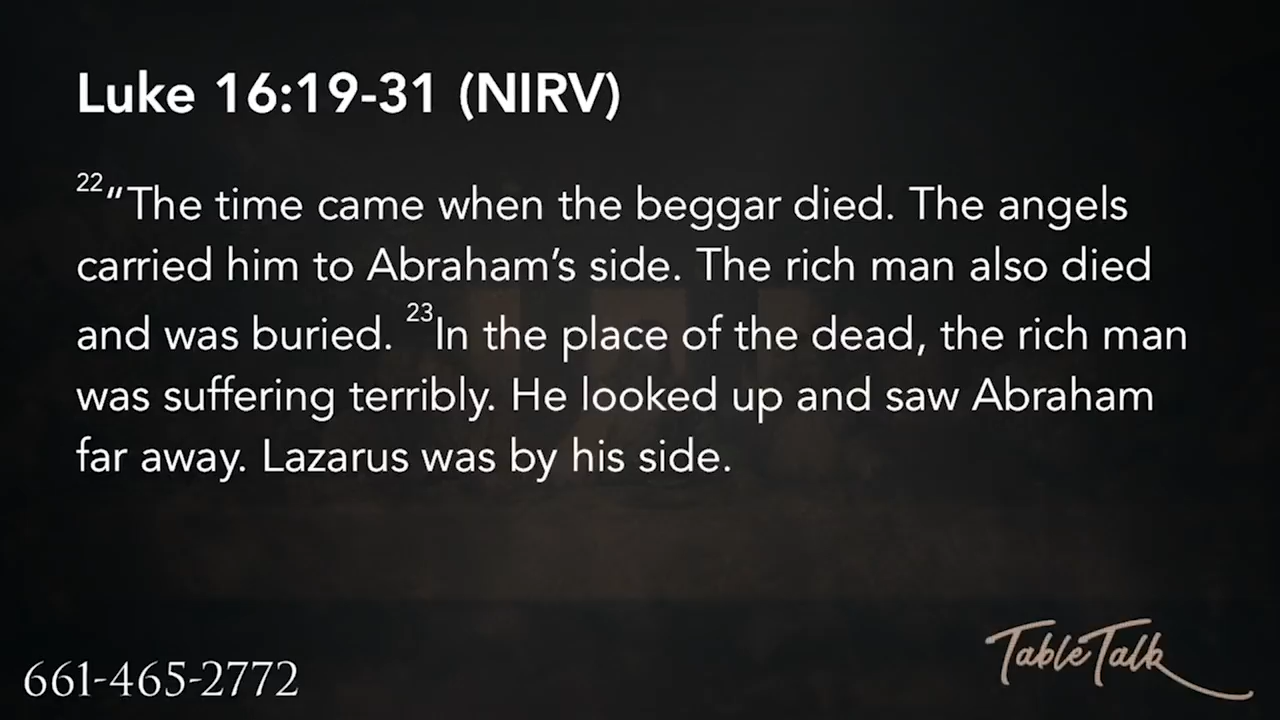 Luke 16:19-31 (NIRV)
22“The time came when the beggar died. The angels
carried him to Abraham’s side. The rich man also died
and was buried. 23In the place of the dead, the rich man
was suffering terribly. He looked up and saw Abraham
far away. Lazarus was by his side.
661-465-2772
TableTalk